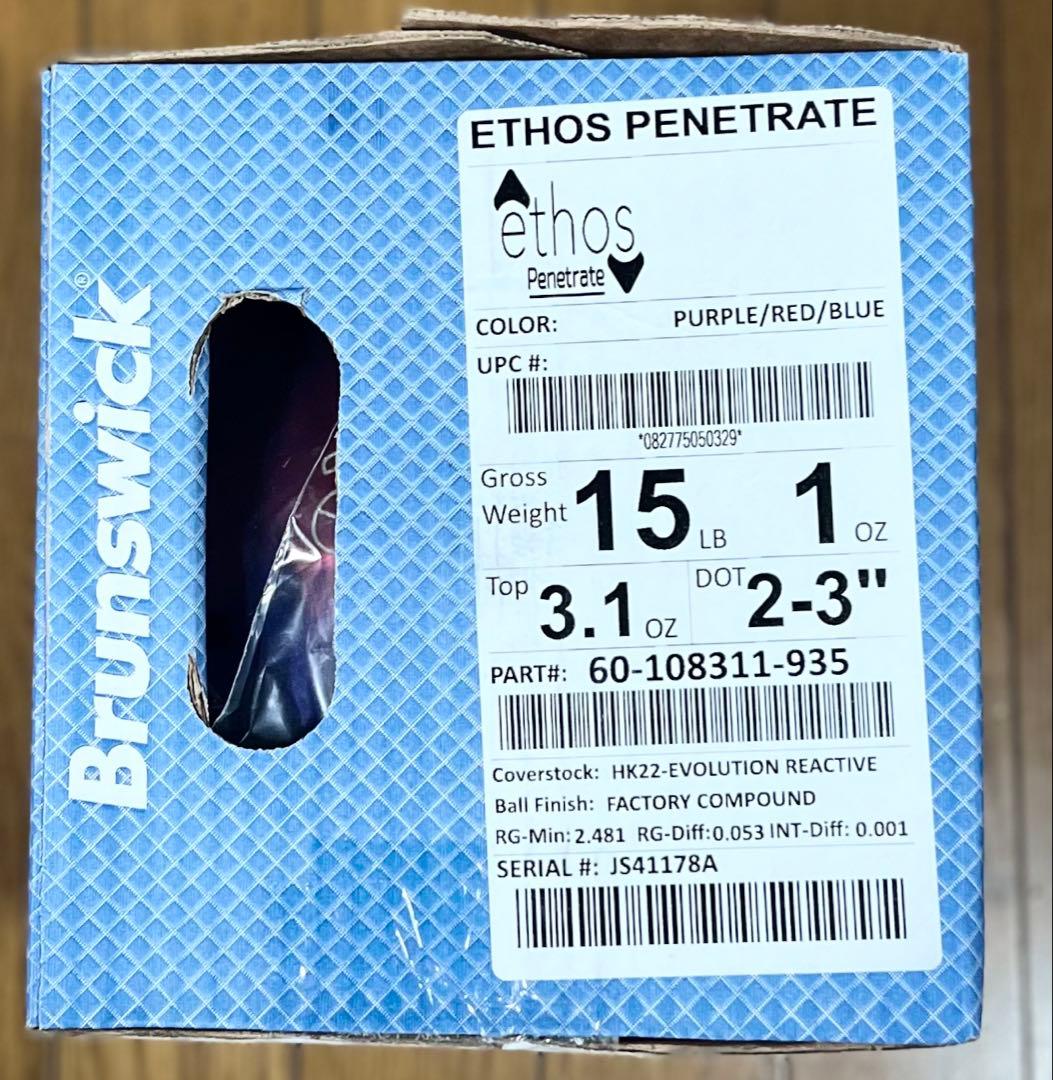 Brunswick®
ETHOS PENETRATE
ethos
Penetrate
COLOR: PURPLE/RED/BLUE
UPC #:
*082775050329*
Gross Weight 15 LB 1 OZ
Top 3.1 OZ DOT 2-3"
PART#: 60-108311-935
Coverstock: HK22-EVOLUTION REACTIVE
Ball Finish: FACTORY COMPOUND
RG-Min: 2.481 RG-Diff: 0.053 INT-Diff: 0.001
SERIAL #: JS41178A